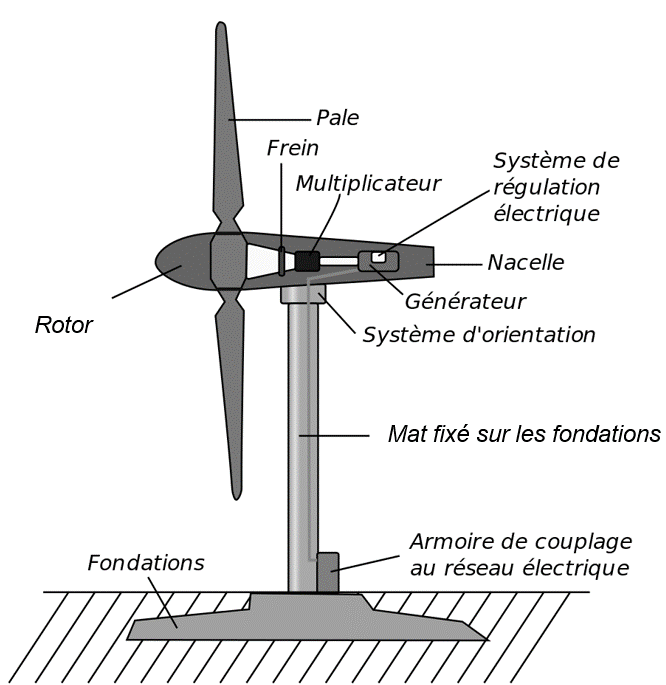 Pale
Frein
Multiplicateur
Système de
régulation
électrique
Nacelle
Générateur
Rotor
Système d'orientation
Mat fixé sur les fondations
Armoire de couplage
au réseau électrique
Fondations